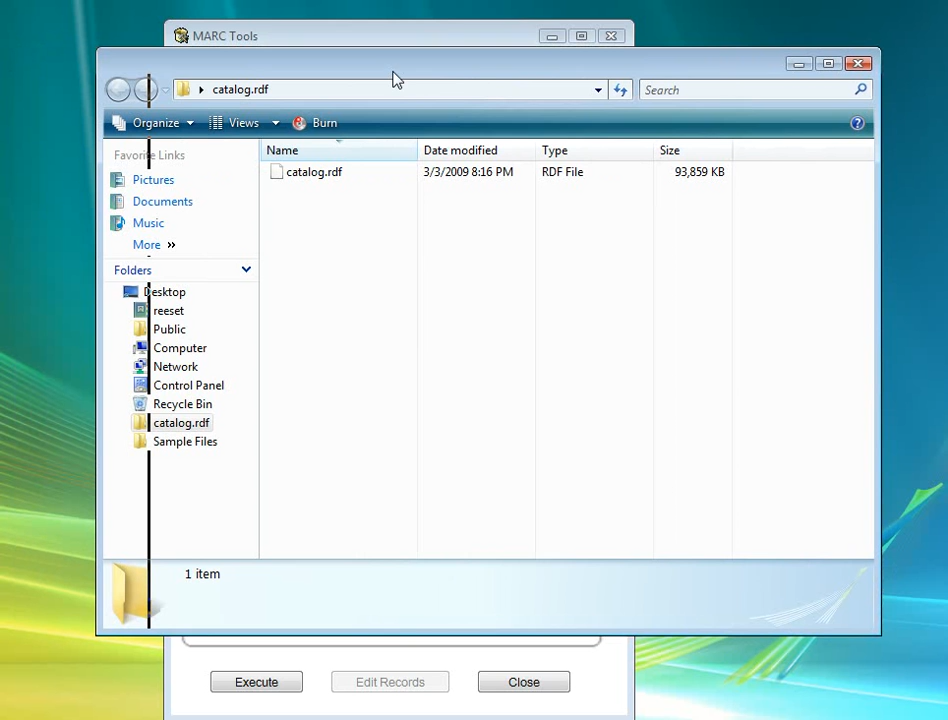 MARC Tools
catalog.rdf
Search
Organize
Views
Burn
Favorite Links
Pictures
Documents
Music
More »
Folders
Desktop
reeset
Public
Computer
Network
Control Panel
Recycle Bin
catalog.rdf
Sample Files
Name Date modified Type Size
catalog.rdf 3/3/2009 8:16 PM RDF File 93,859 KB
1 item
Execute
Edit Records
Close